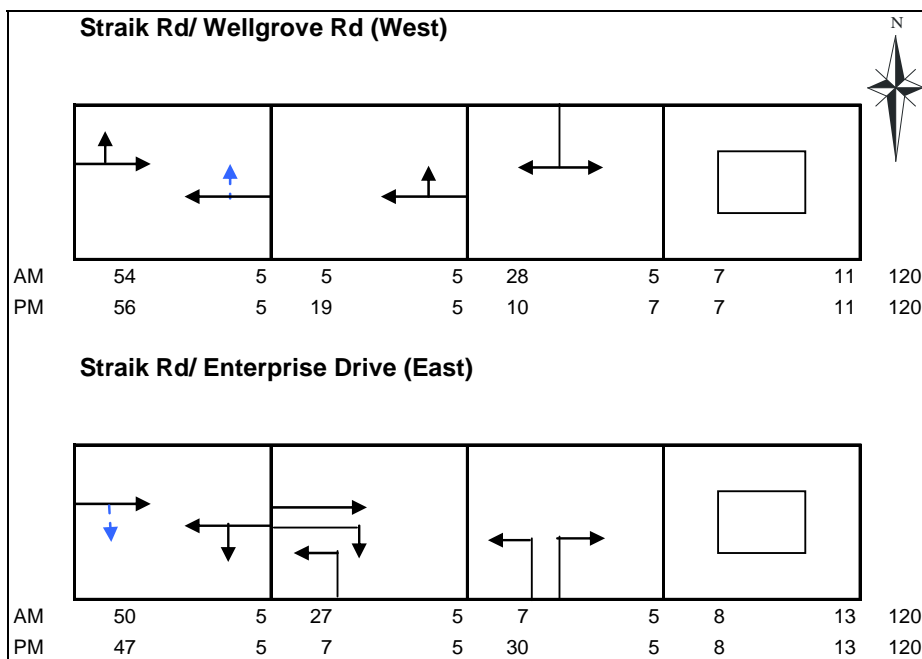 Straik Rd/ Wellgrove Rd (West)
N
AM 54 5 5 5 28 5 7 11 120
PM 56 5 19 5 10 7 7 11 120
Straik Rd/ Enterprise Drive (East)
AM 50 5 27 5 7 5 8 13 120
PM 47 5 7 5 30 5 8 13 120